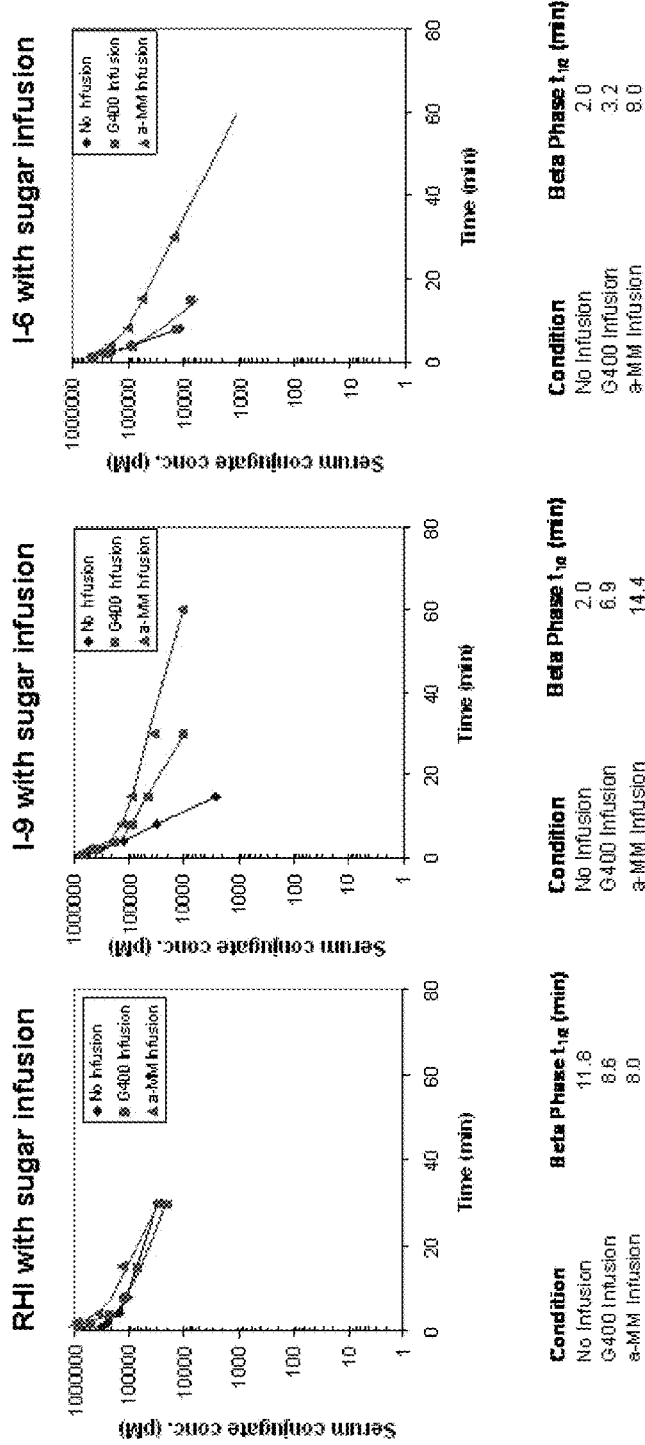 RHI with sugar infusion
Serum conjugate conc. (pM)
1000000
100000
10000
1000
100
10
1
0
20
40
60
80
Time (min)
No Infusion
G400 Infusion
a-MM Infusion
Condition Beta Phase t1/2 (min)
No Infusion 11.8
G400 Infusion 8.6
a-MM Infusion 8.0
I-9 with sugar infusion
Serum conjugate conc. (pM)
1000000
100000
10000
1000
100
10
1
0
20
40
60
80
Time (min)
No Infusion
G400 Infusion
a-MM Infusion
Condition Beta Phase t1/2 (min)
No Infusion 2.0
G400 Infusion 6.9
a-MM Infusion 14.4
I-6 with sugar infusion
Serum conjugate conc. (pM)
1000000
100000
10000
1000
100
10
1
0
20
40
60
80
Time (min)
No Infusion
G400 Infusion
a-MM Infusion
Condition Beta Phase t1/2 (min)
No Infusion 2.0
G400 Infusion 3.2
a-MM Infusion 8.0